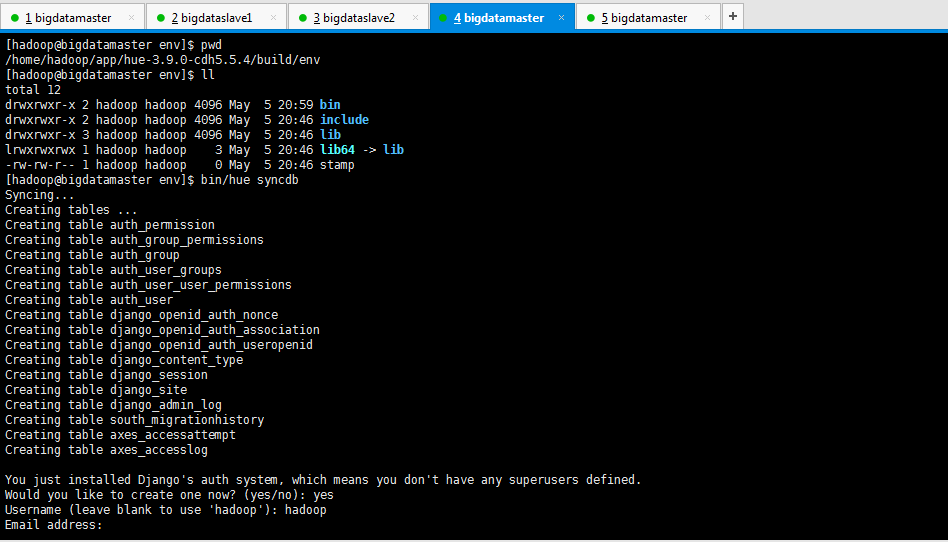 1 bigdatamaster × 2 bigdataslave1 × 3 bigdataslave2 × 4 bigdatamaster × 5 bigdatamaster × +
[hadoop@bigdatamaster env]$ pwd
/home/hadoop/app/hue-3.9.0-cdh5.5.4/build/env
[hadoop@bigdatamaster env]$ ll
total 12
drwxrwxr-x 2 hadoop hadoop 4096 May  5 20:59 bin
drwxrwxr-x 2 hadoop hadoop 4096 May  5 20:46 include
drwxrwxr-x 3 hadoop hadoop 4096 May  5 20:46 lib
lrwxrwxrwx 1 hadoop hadoop    3 May  5 20:46 lib64 -> lib
-rw-rw-r-- 1 hadoop hadoop    0 May  5 20:46 stamp
[hadoop@bigdatamaster env]$ bin/hue syncdb
Syncing...
Creating tables ...
Creating table auth_permission
Creating table auth_group_permissions
Creating table auth_group
Creating table auth_user_groups
Creating table auth_user_user_permissions
Creating table auth_user
Creating table django_openid_auth_nonce
Creating table django_openid_auth_association
Creating table django_openid_auth_useropenid
Creating table django_content_type
Creating table django_session
Creating table django_site
Creating table django_admin_log
Creating table south_migrationhistory
Creating table axes_accessattempt
Creating table axes_accesslog
You just installed Django's auth system, which means you don't have any superusers defined.
Would you like to create one now? (yes/no): yes
Username (leave blank to use 'hadoop'): hadoop
Email address: